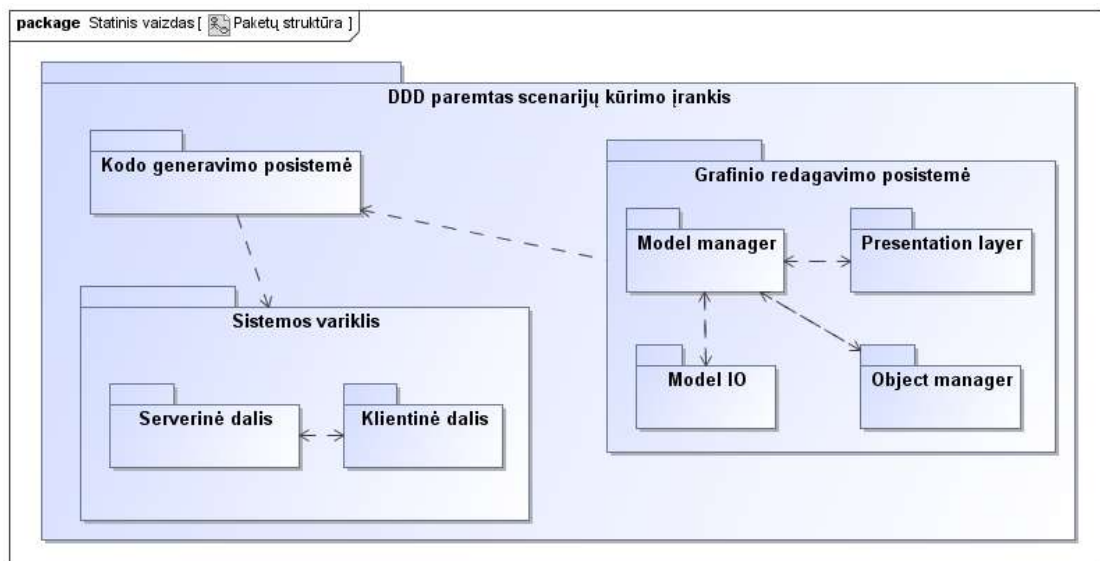 package Statinis vaizdas [ Paketų struktūra ]
DDD paremtas scenarijų kūrimo įrankis
Kodo generavimo posistemė
Grafinio redagavimo posistemė
Model manager
Presentation layer
Sistemos variklis
Model IO
Object manager
Serverinė dalis
Klientinė dalis